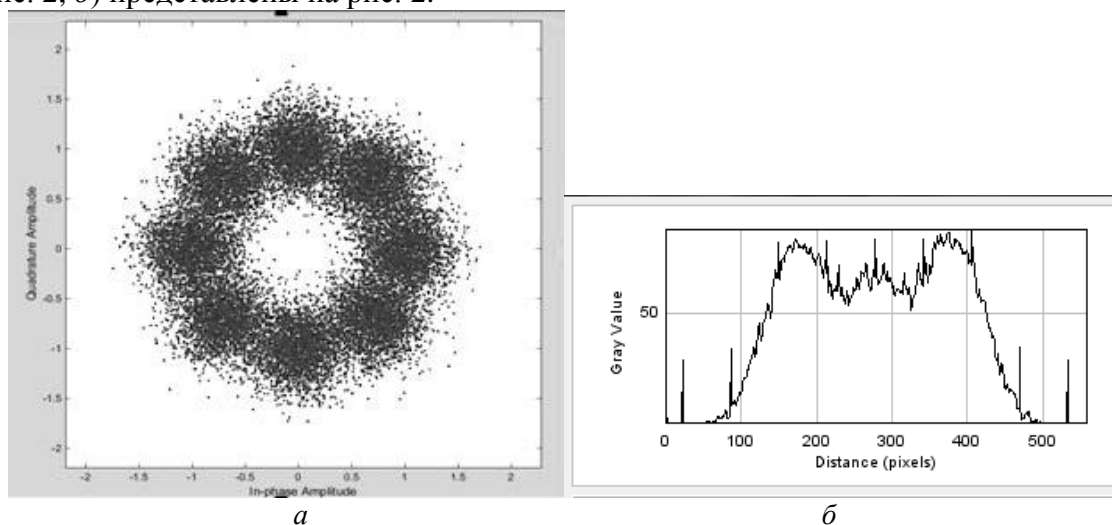 ис. 2, б) представлены на рис. 2.
2
1.5
1
0.5
0
-0.5
-1
-1.5
-2
Quadrature Amplitude
-2 -1.5 -1 -0.5 0 0.5 1 1.5 2
In-phase Amplitude
а
50
Gray Value
0 100 200 300 400 500
Distance (pixels)
б